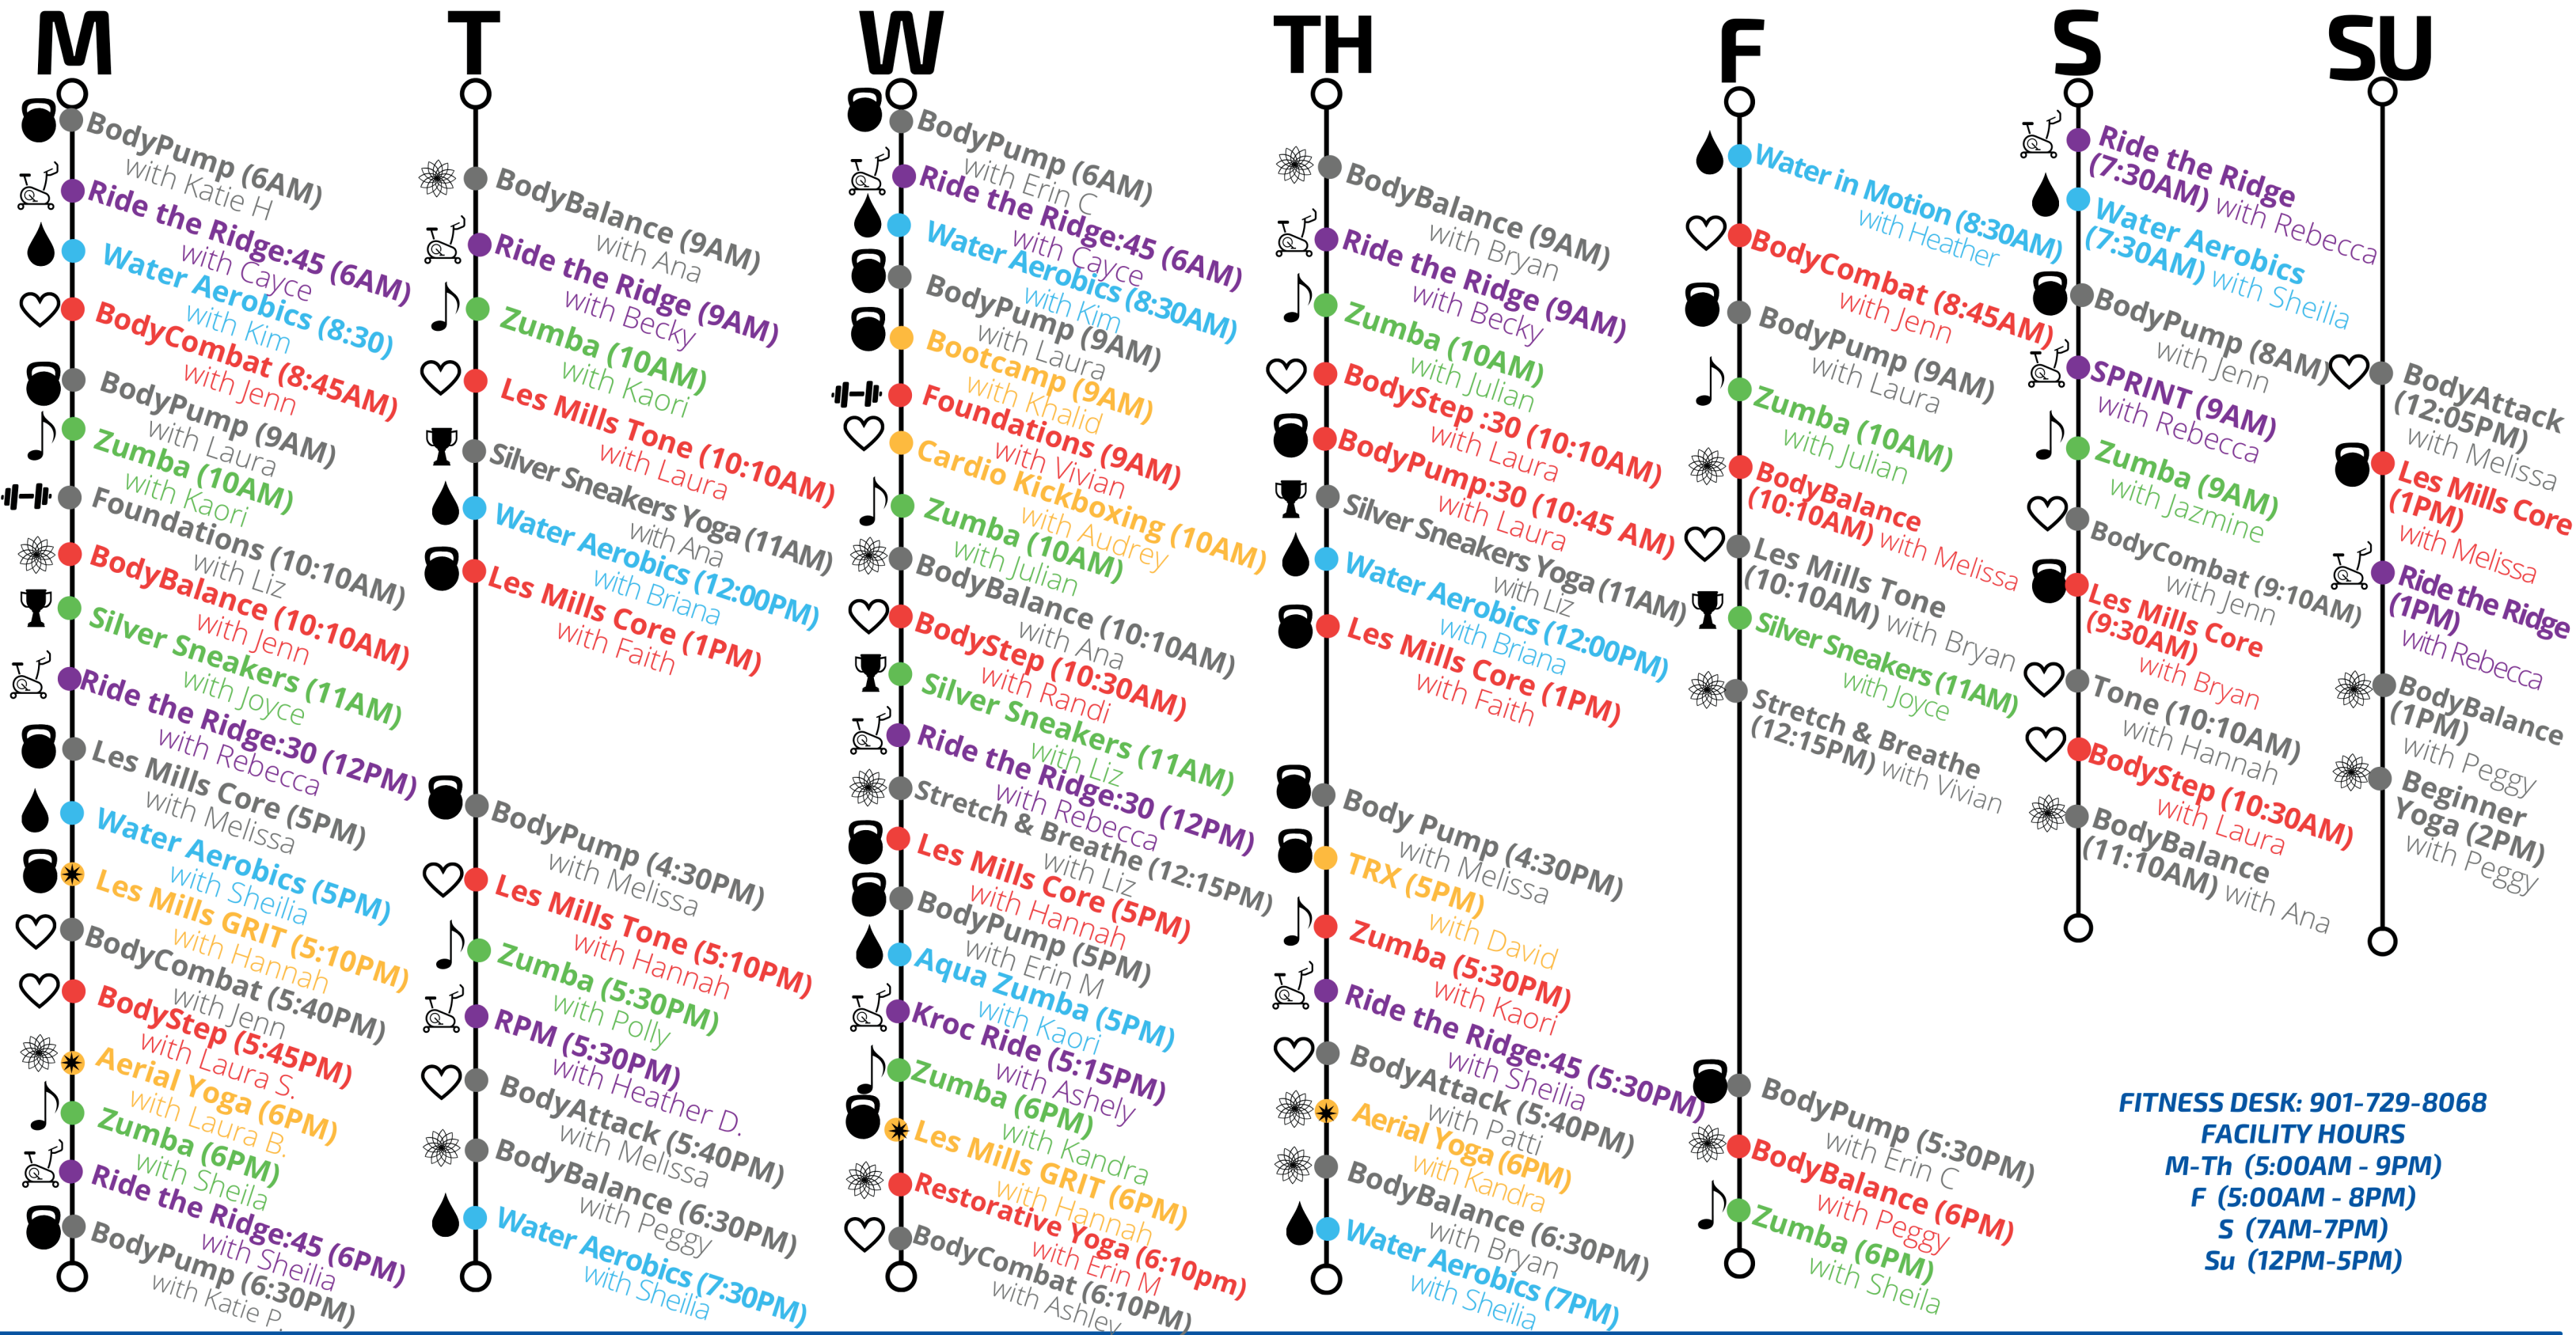 M
BodyPump (6AM)
with Katie H
Ride the Ridge:45 (6AM)
with Cayce
Water Aerobics (8:30)
with Kim
BodyCombat (8:45AM)
with Jenn
BodyPump (9AM)
with Laura
Zumba (10AM)
with Kaori
Foundations (10:10AM)
with Liz
BodyBalance (10:10AM)
with Jenn
Silver Sneakers (11AM)
with Joyce
Ride the Ridge:30 (12PM)
with Rebecca
Les Mills Core (5PM)
with Melissa
Water Aerobics (5PM)
with Sheilia
Les Mills GRIT (5:10PM)
with Hannah
BodyCombat (5:40PM)
with Jenn
BodyStep (5:45PM)
with Laura S.
Aerial Yoga (6PM)
with Laura B.
Zumba (6PM)
with Sheila
Ride the Ridge:45 (6PM)
with Sheilia
BodyPump (6:30PM)
with Katie P.
T
BodyBalance (9AM)
with Ana
Ride the Ridge (9AM)
with Becky
Zumba (10AM)
with Kaori
Les Mills Tone (10:10AM)
with Laura
Silver Sneakers Yoga (11AM)
with Ana
Water Aerobics (12:00PM)
with Briana
Les Mills Core (1PM)
with Faith
BodyPump (4:30PM)
with Melissa
Les Mills Tone (5:10PM)
with Hannah
Zumba (5:30PM)
with Polly
RPM (5:30PM)
with Heather D.
BodyAttack (5:40PM)
with Melissa
BodyBalance (6:30PM)
with Peggy
Water Aerobics (7:30PM)
with Sheilia
W
BodyPump (6AM)
with Erin C
Ride the Ridge:45 (6AM)
with Cayce
Water Aerobics (8:30AM)
with Kim
BodyPump (9AM)
with Laura
Bootcamp (9AM)
with Khalid
Foundations (9AM)
with Vivian
Cardio Kickboxing (10AM)
with Audrey
Zumba (10AM)
with Julian
BodyBalance (10:10AM)
with Ana
BodyStep (10:30AM)
with Randi
Silver Sneakers (11AM)
with Liz
Ride the Ridge:30 (12PM)
with Rebecca
Stretch & Breathe (12:15PM)
with Liz
Les Mills Core (5PM)
with Hannah
BodyPump (5PM)
with Erin M
Aqua Zumba (5PM)
with Kaori
Kroc Ride (5:15PM)
with Ashely
Zumba (6PM)
with Kandra
Les Mills GRIT (6PM)
with Hannah
Restorative Yoga (6:10pm)
with Erin M
BodyCombat (6:10PM)
with Ashley
TH
BodyBalance (9AM)
with Bryan
Ride the Ridge (9AM)
with Becky
Zumba (10AM)
with Julian
BodyStep :30 (10:10AM)
with Laura
BodyPump:30 (10:45 AM)
with Laura
Silver Sneakers Yoga (11AM)
with Liz
Water Aerobics (12:00PM)
with Briana
Les Mills Core (1PM)
with Faith
Body Pump (4:30PM)
with Melissa
TRX (5PM)
with David
Zumba (5:30PM)
with Kaori
Ride the Ridge:45 (5:30PM)
with Sheilia
BodyAttack (5:40PM)
with Patti
Aerial Yoga (6PM)
with Kandra
BodyBalance (6:30PM)
with Bryan
Water Aerobics (7PM)
with Sheilia
F
Water in Motion (8:30AM)
with Heather
BodyCombat (8:45AM)
with Jenn
BodyPump (9AM)
with Laura
Zumba (10AM)
with Julian
BodyBalance
(10:10AM) with Melissa
Les Mills Tone
(10:10AM) with Bryan
Silver Sneakers (11AM)
with Joyce
Stretch & Breathe
(12:15PM) with Vivian
BodyPump (5:30PM)
with Erin C
BodyBalance (6PM)
with Peggy
Zumba (6PM)
with Sheila
S
Ride the Ridge
(7:30AM) with Rebecca
Water Aerobics
(7:30AM) with Sheilia
BodyPump (8AM)
with Jenn
SPRINT (9AM)
with Rebecca
Zumba (9AM)
with Jazmine
BodyCombat (9:10AM)
with Jenn
Les Mills Core
(9:30AM)
with Bryan
Tone (10:10AM)
with Hannah
BodyStep (10:30AM)
with Laura
BodyBalance
(11:10AM) with Ana
SU
BodyAttack
(12:05PM)
with Melissa
Les Mills Core
(1PM)
with Melissa
Ride the Ridge
(1PM)
with Rebecca
BodyBalance
(1PM)
with Peggy
Beginner
Yoga (2PM)
with Peggy
FITNESS DESK: 901-729-8068
FACILITY HOURS
M-Th (5:00AM - 9PM)
F (5:00AM - 8PM)
S (7AM-7PM)
Su (12PM-5PM)